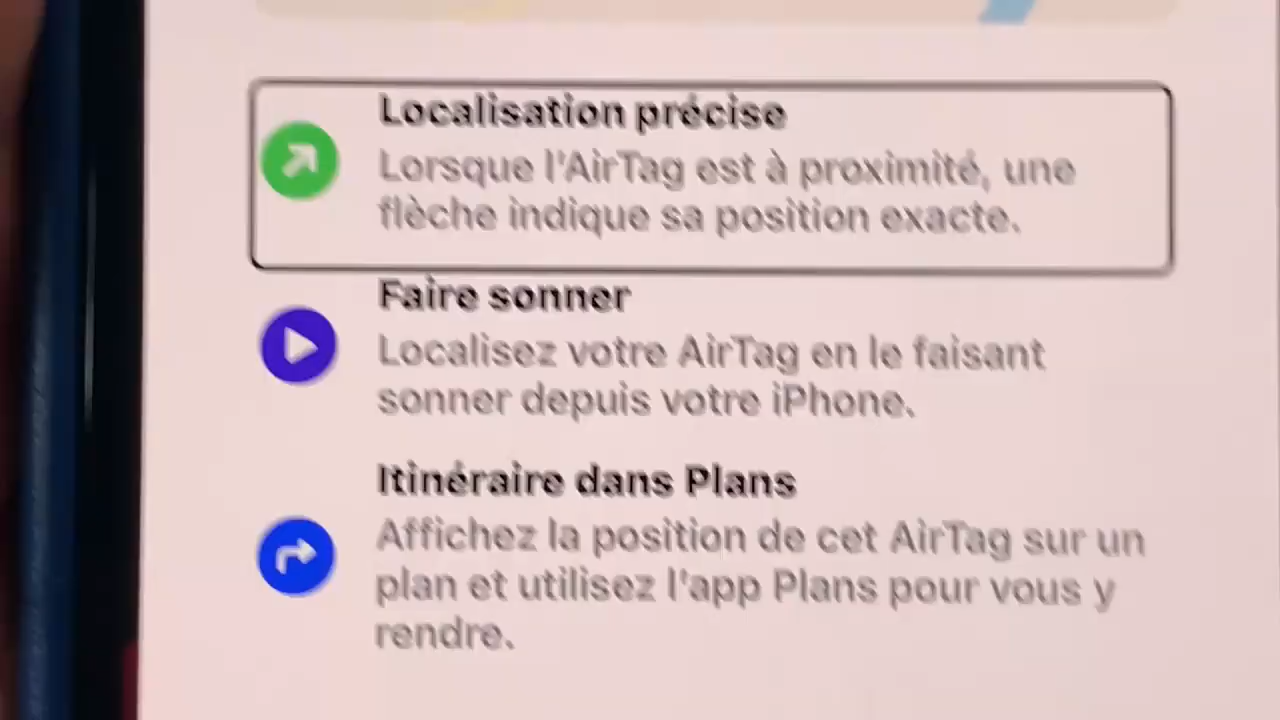 Localisation précise
Lorsque l'AirTag est à proximité, une
flèche indique sa position exacte.
Faire sonner
Localisez votre AirTag en le faisant
sonner depuis votre iPhone.
Itinéraire dans Plans
Affichez la position de cet AirTag sur un
plan et utilisez l'app Plans pour vous y
rendre.